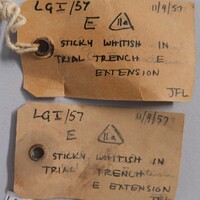 LGI/57 11/9/57
E 11a
STICKY WHITISH IN
TRIAL TRENCH E
EXTENSION
JFL
LGI/57 11/9/57
E 11a
STICKY WHITISH IN
TRIAL TRENCH
E EXTENSION
JFL